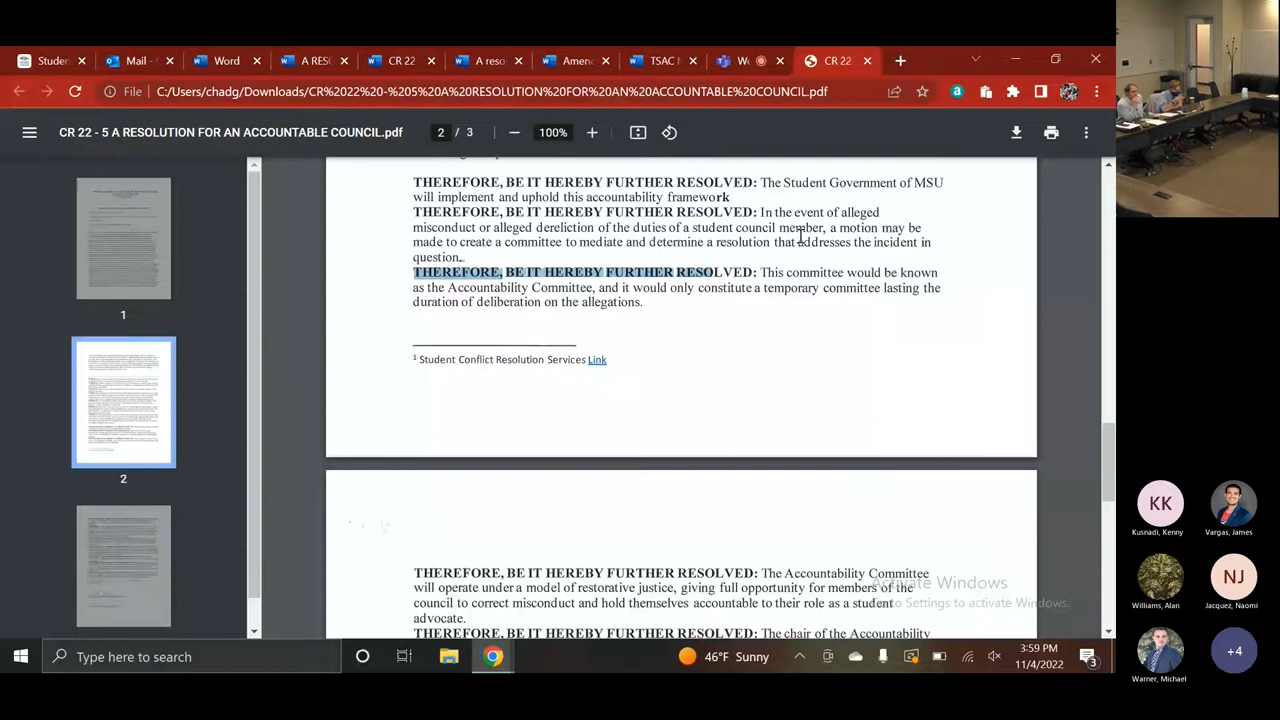 Studen
Mail -
Word
A RESC
CR 22
A reso
Amen
TSAC M
We
CR 22
File
C:/Users/chadg/Downloads/CR%2022%20-%205%20A%20RESOLUTION%20FOR%20AN%20ACCOUNTABLE%20COUNCIL.pdf
CR 22 - 5 A RESOLUTION FOR AN ACCOUNTABLE COUNCIL.pdf
2 / 3
100%
1
2
THEREFORE, BE IT HEREBY FURTHER RESOLVED: The Student Government of MSU
will implement and uphold this accountability framework
THEREFORE, BE IT HEREBY FURTHER RESOLVED: In the event of alleged
misconduct or alleged dereliction of the duties of a student council member, a motion may be
made to create a committee to mediate and determine a resolution that addresses the incident in
question.
THEREFORE, BE IT HEREBY FURTHER RESOLVED: This committee would be known
as the Accountability Committee, and it would only constitute a temporary committee lasting the
duration of deliberation on the allegations.
1 Student Conflict Resolution Services Link
THEREFORE, BE IT HEREBY FURTHER RESOLVED: The Accountability Committee
will operate under a model of restorative justice, giving full opportunity for members of the
council to correct misconduct and hold themselves accountable to their role as a student
advocate.
THEREFORE, BE IT HEREBY FURTHER RESOLVED: The chair of the Accountability
Activate Windows
Go to Settings to activate Windows.
KK
Kusnadi, Kenny
Vargas, James
Williams, Alan
NJ
Jacquez, Naomi
Warner, Michael
+4
Type here to search
46°F Sunny
3:59 PM
11/4/2022
3